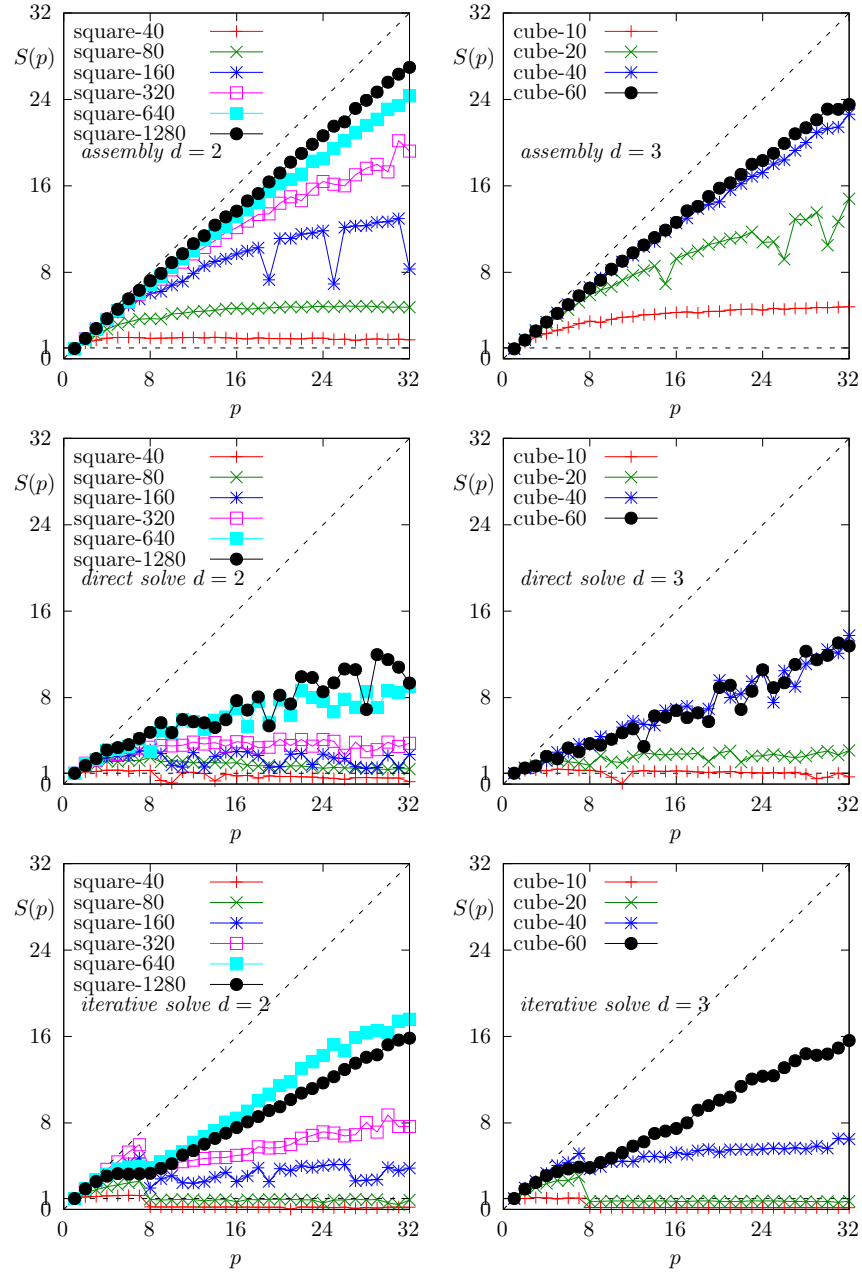 32
24
16
8
1
0
S(p)
square-40
square-80
square-160
square-320
square-640
square-1280
assembly d = 2
0 8 16 24 32
p
32
24
16
8
1
0
S(p)
cube-10
cube-20
cube-40
cube-60
assembly d = 3
0 8 16 24 32
p
32
24
16
8
1
0
S(p)
square-40
square-80
square-160
square-320
square-640
square-1280
direct solve d = 2
0 8 16 24 32
p
32
24
16
8
1
0
S(p)
cube-10
cube-20
cube-40
cube-60
direct solve d = 3
0 8 16 24 32
p
32
24
16
8
1
0
S(p)
square-40
square-80
square-160
square-320
square-640
square-1280
iterative solve d = 2
0 8 16 24 32
p
32
24
16
8
1
0
S(p)
cube-10
cube-20
cube-40
cube-60
iterative solve d = 3
0 8 16 24 32
p